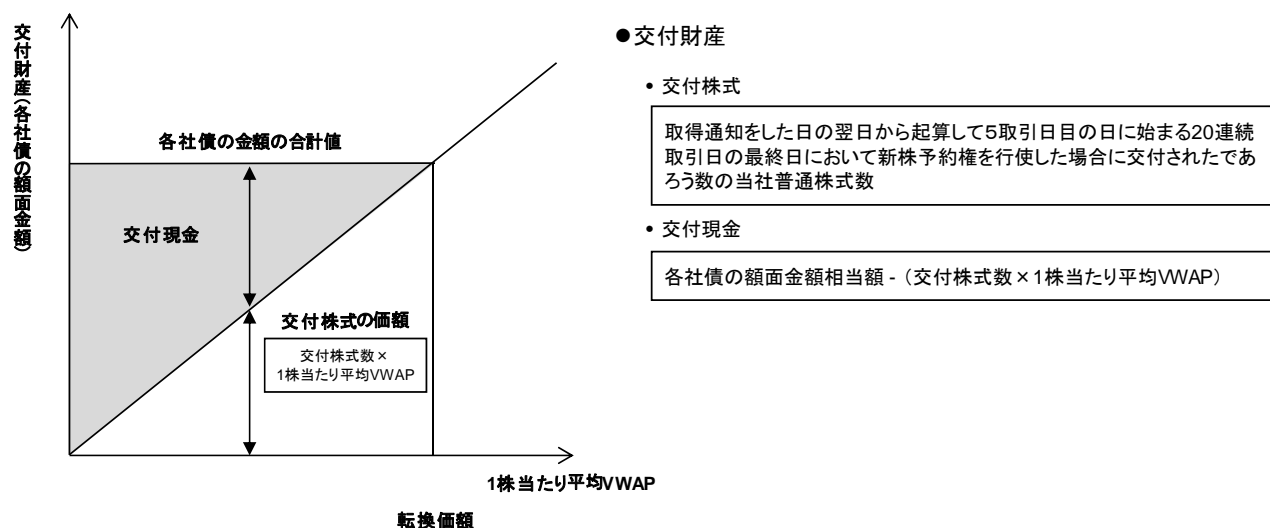 交付財産（各社債の額面金額）
各社債の金額の合計値
交付現金
交付株式の価額
交付株式数×
1株当たり平均VWAP
1株当たり平均VWAP
転換価額
●交付財産
• 交付株式
取得通知をした日の翌日から起算して5取引日目の日に始まる20連続
取引日の最終日において新株予約権を行使した場合に交付されたであ
ろう数の当社普通株式数
• 交付現金
各社債の額面金額相当額 - （交付株式数×1株当たり平均VWAP）